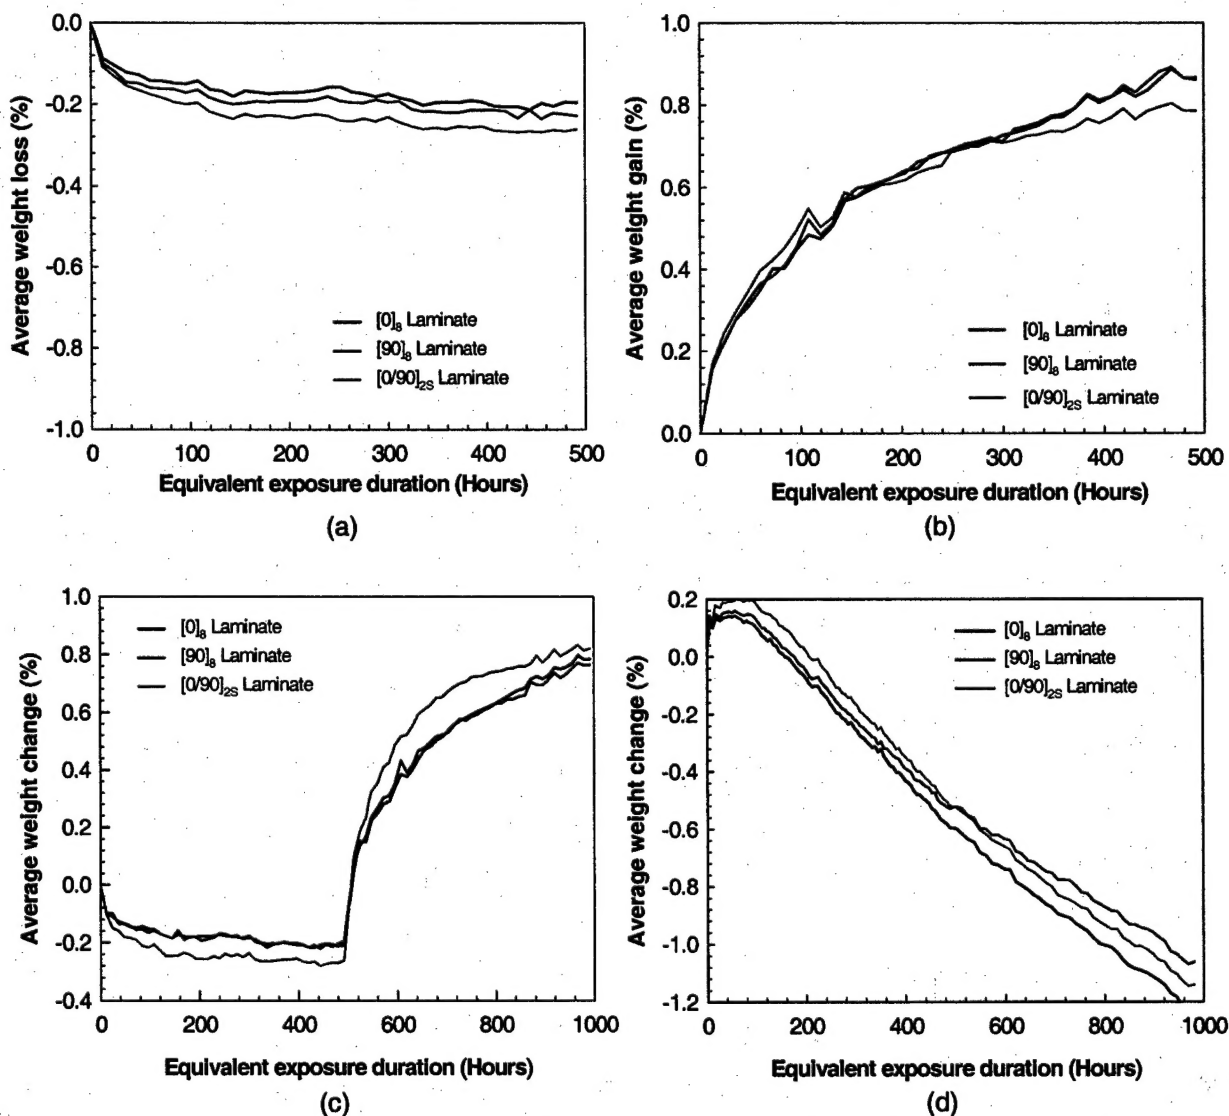 0.0
-0.2
-0.4
-0.6
-0.8
-1.0
Average weight loss (%)
[0]8 Laminate
[90]8 Laminate
[0/90]2S Laminate
0 100 200 300 400 500
Equivalent exposure duration (Hours)
(a)
1.0
0.8
0.6
0.4
0.2
0.0
Average weight gain (%)
[0]8 Laminate
[90]8 Laminate
[0/90]2S Laminate
0 100 200 300 400 500
Equivalent exposure duration (Hours)
(b)
1.0
0.8
0.6
0.4
0.2
0.0
-0.2
-0.4
Average weight change (%)
[0]8 Laminate
[90]8 Laminate
[0/90]2S Laminate
0 200 400 600 800 1000
Equivalent exposure duration (Hours)
(c)
0.2
0.0
-0.2
-0.4
-0.6
-0.8
-1.0
-1.2
Average weight change (%)
[0]8 Laminate
[90]8 Laminate
[0/90]2S Laminate
0 200 400 600 800 1000
Equivalent exposure duration (Hours)
(d)